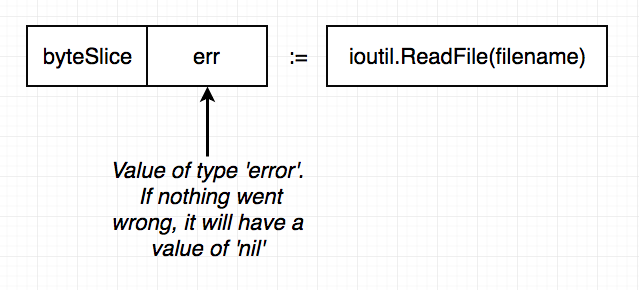 byteSlice err := ioutil.ReadFile(filename)
Value of type 'error'.
If nothing went
wrong, it will have a
value of 'nil'